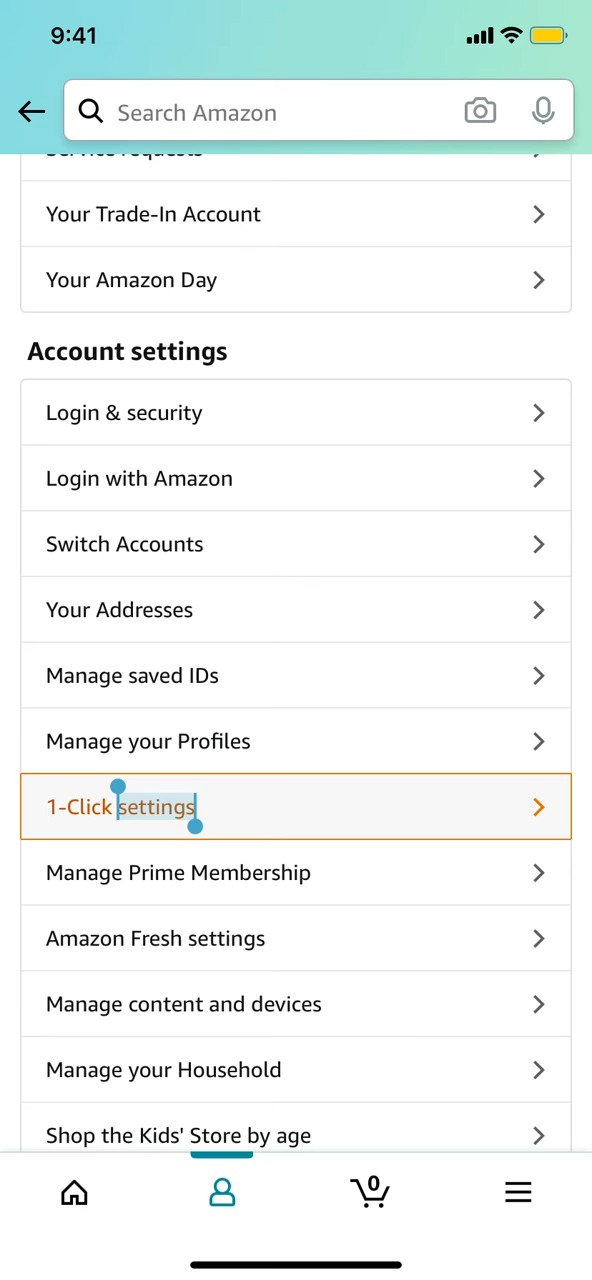 9:41
Search Amazon
Service requests
Your Trade-In Account
Your Amazon Day
Account settings
Login & security
Login with Amazon
Switch Accounts
Your Addresses
Manage saved IDs
Manage your Profiles
1-Click settings
Manage Prime Membership
Amazon Fresh settings
Manage content and devices
Manage your Household
Shop the Kids' Store by age
0